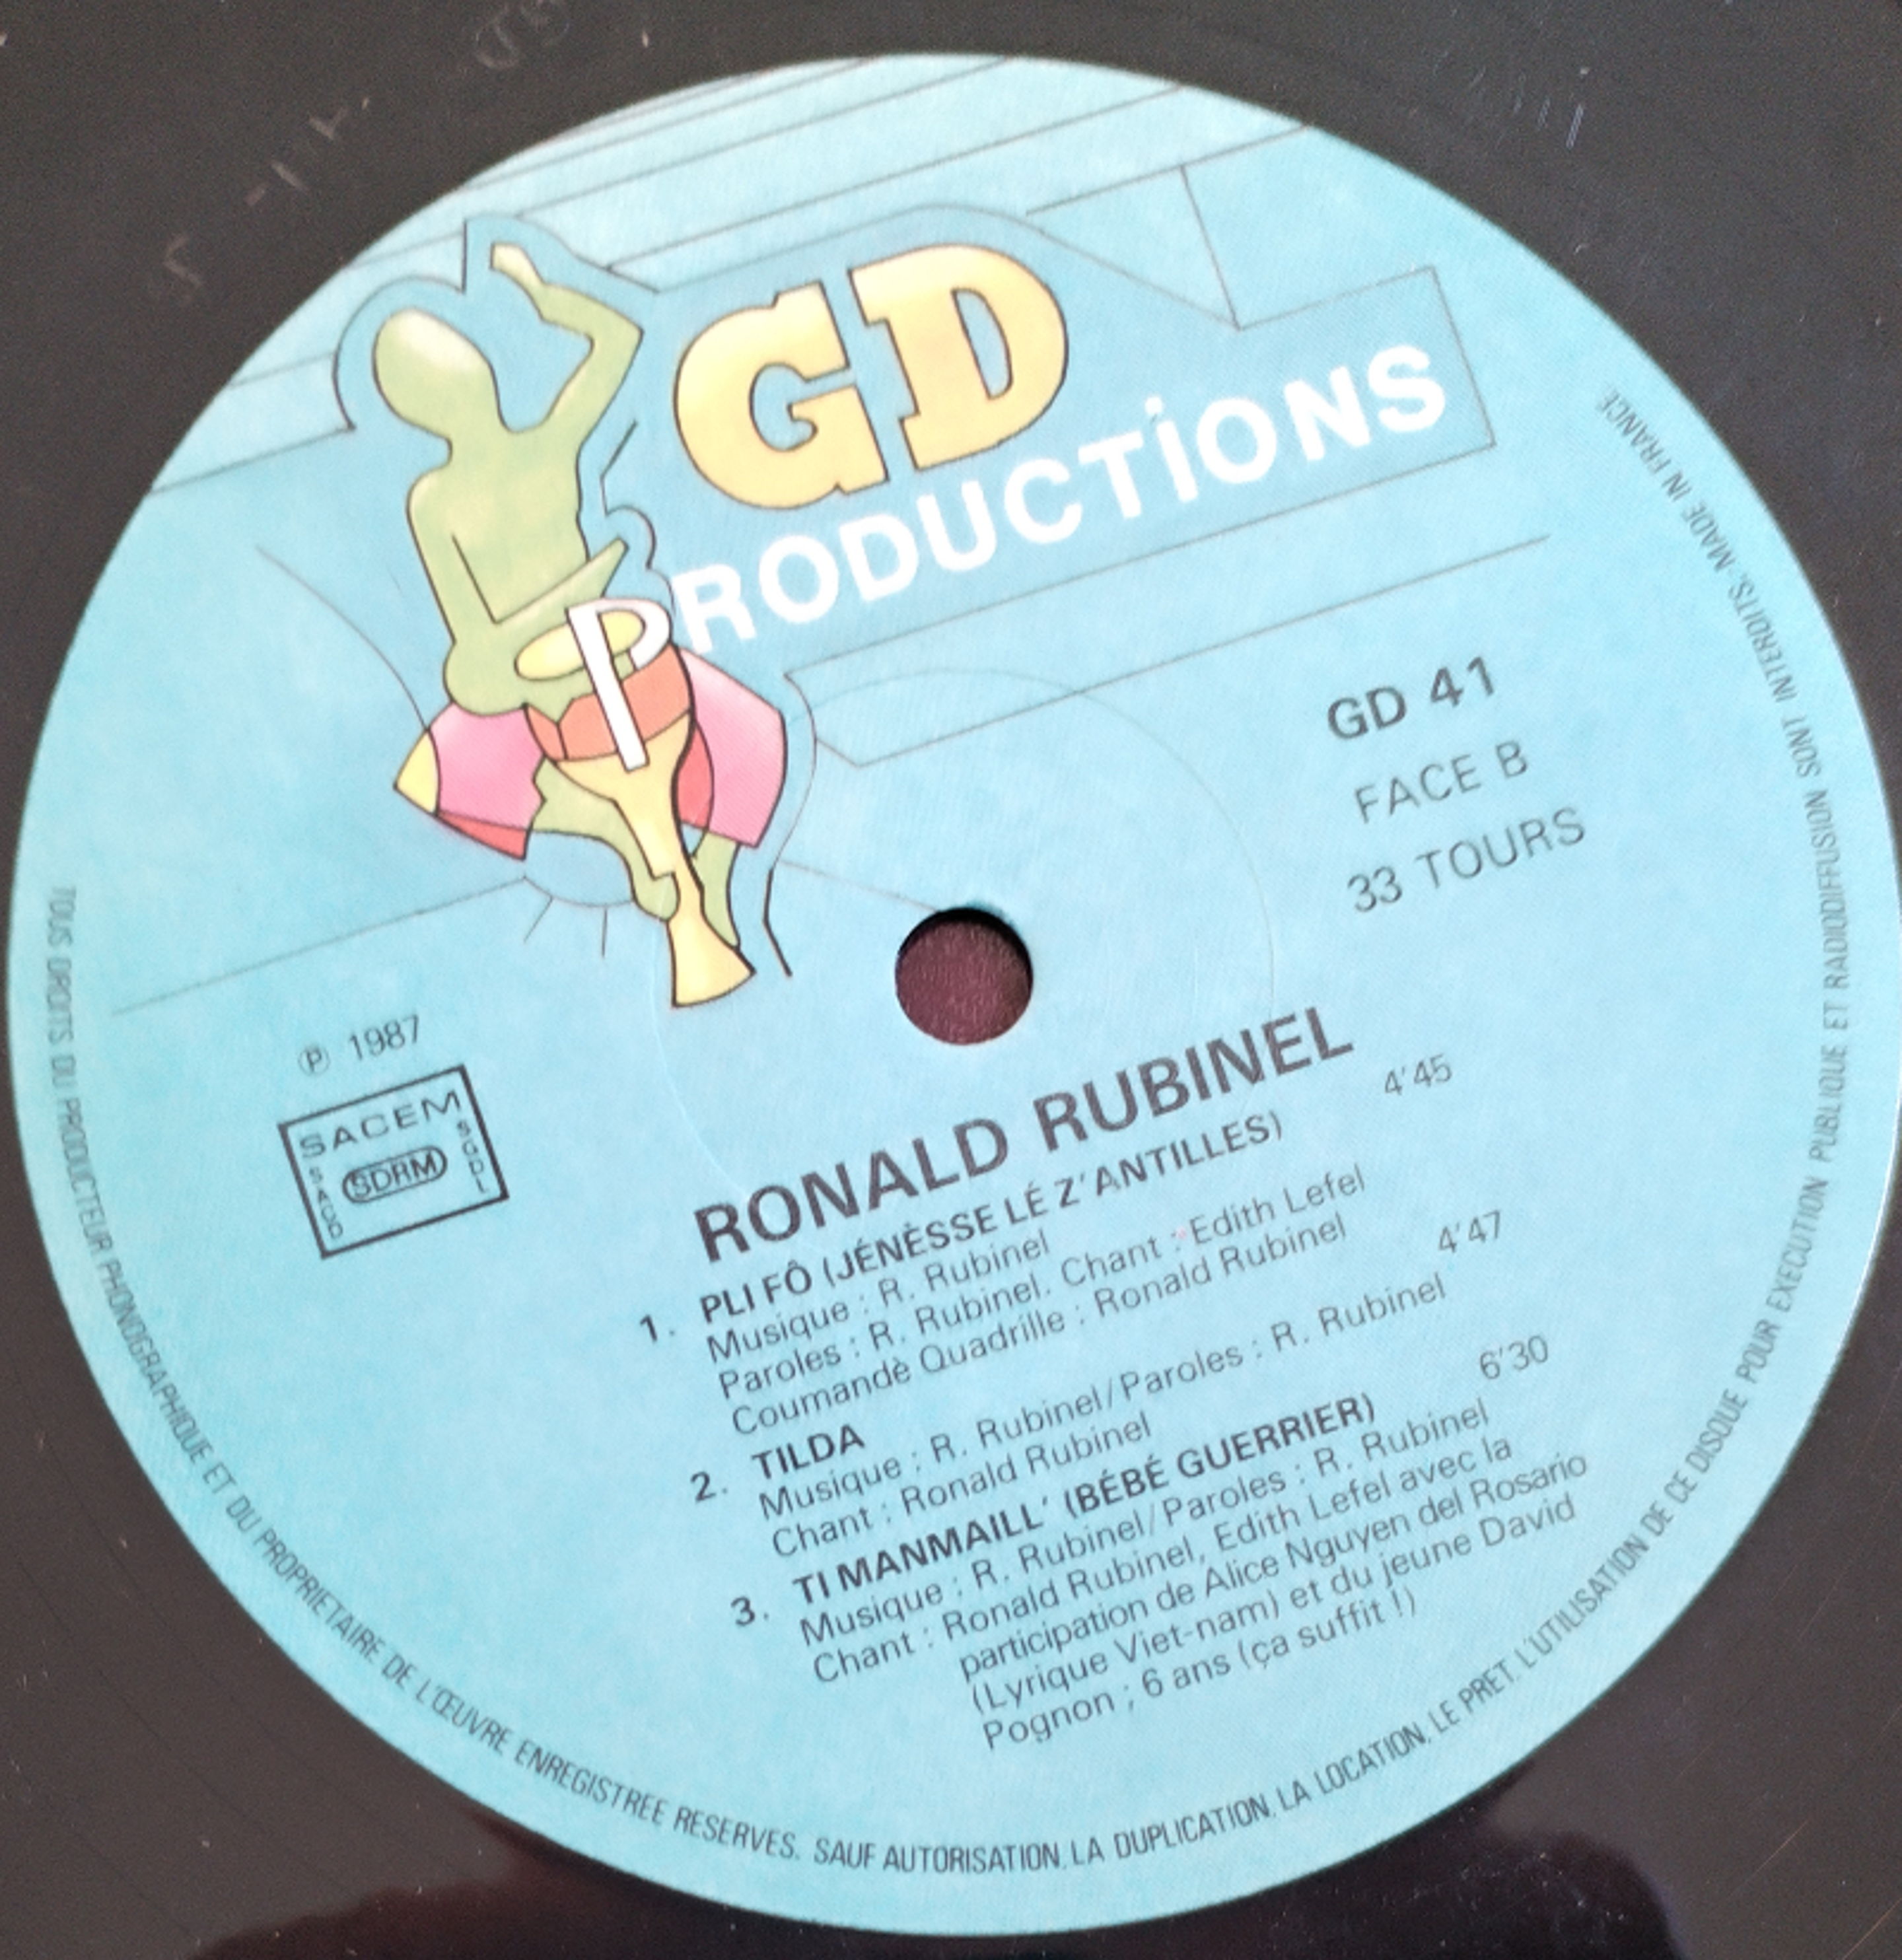 GD
PRODUCTIONS
GD 41
FACE B
33 TOURS
℗ 1987
SACEM
SACD
SDRM
SGDL
RONALD RUBINEL
1. PLI FÔ (JÉNÈSSE LÉ Z'ANTILLES) 4'45
Musique : R. Rubinel
Paroles : R. Rubinel. Chant : Edith Lefel
Coumandè Quadrille : Ronald Rubinel
2. TILDA 4'47
Musique : R. Rubinel/Paroles : R. Rubinel
Chant : Ronald Rubinel
3. TI MANMAILL' (BÉBÉ GUERRIER) 6'30
Musique : R. Rubinel/Paroles : R. Rubinel
Chant : Ronald Rubinel, Edith Lefel avec la
participation de Alice Nguyen del Rosario
(Lyrique Viet-nam) et du jeune David
Pognon ; 6 ans (ça suffit !)
TOUS DROITS DU PRODUCTEUR PHONOGRAPHIQUE ET DU PROPRIETAIRE DE L'ŒUVRE ENREGISTREE RESERVES. SAUF AUTORISATION, LA DUPLICATION, LA LOCATION, LE PRET, L'UTILISATION DE CE DISQUE POUR EXECUTION PUBLIQUE ET RADIODIFFUSION SONT INTERDITS. MADE IN FRANCE